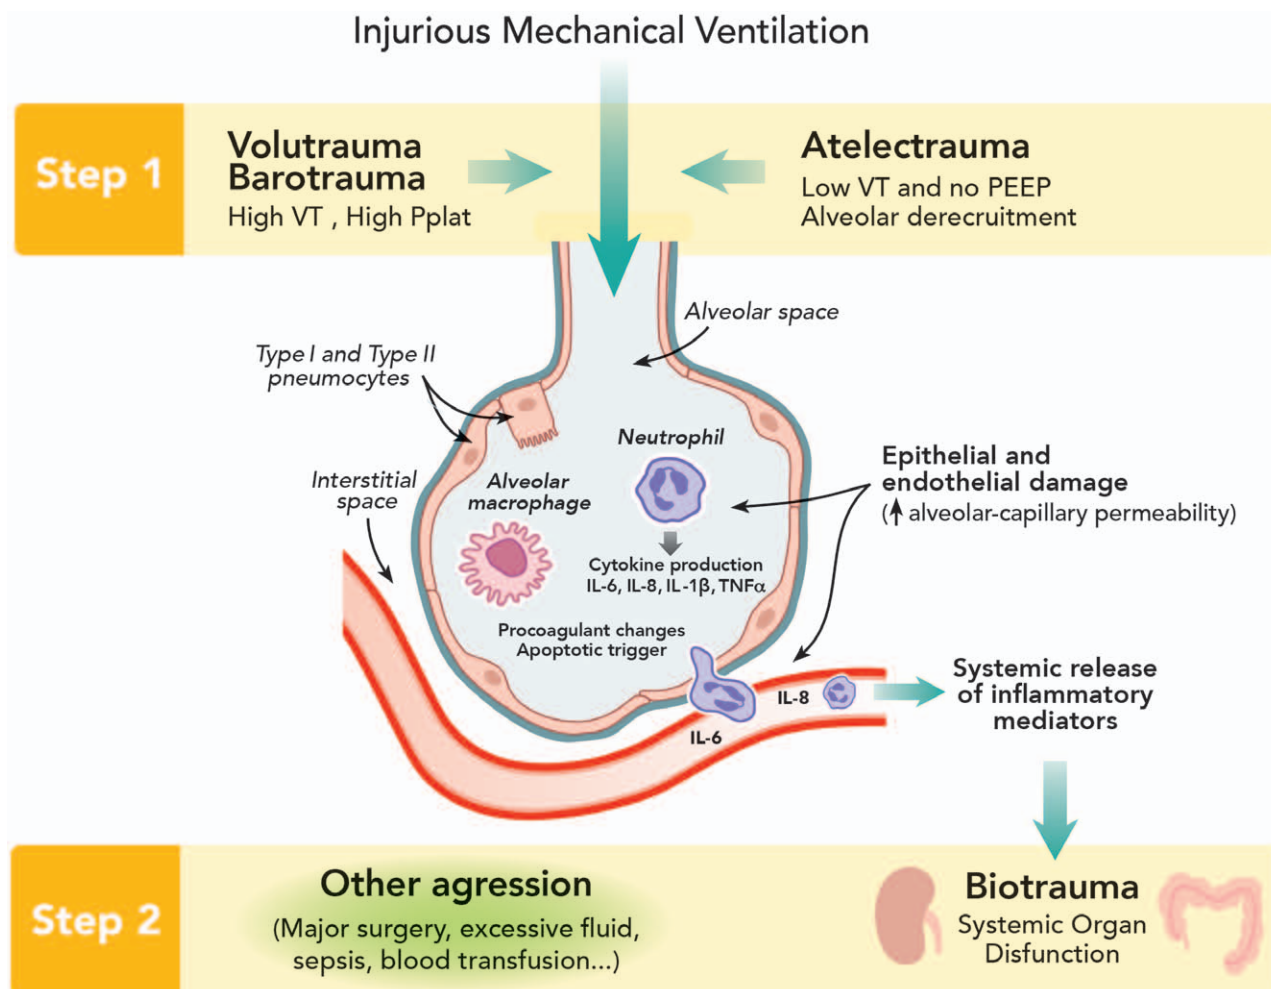 Injurious Mechanical Ventilation
Step 1
Volutrauma
Barotrauma
High VT , High Pplat
Atelectrauma
Low VT and no PEEP
Alveolar derecruitment
Alveolar space
Type I and Type II
pneumocytes
Neutrophil
Interstitial
space
Alveolar
macrophage
Epithelial and
endothelial damage
(↑ alveolar-capillary permeability)
Cytokine production
IL-6, IL-8, IL-1β, TNFα
Procoagulant changes
Apoptotic trigger
IL-8
IL-6
Systemic release
of inflammatory
mediators
Step 2
Other agression
(Major surgery, excessive fluid,
sepsis, blood transfusion...)
Biotrauma
Systemic Organ
Disfunction